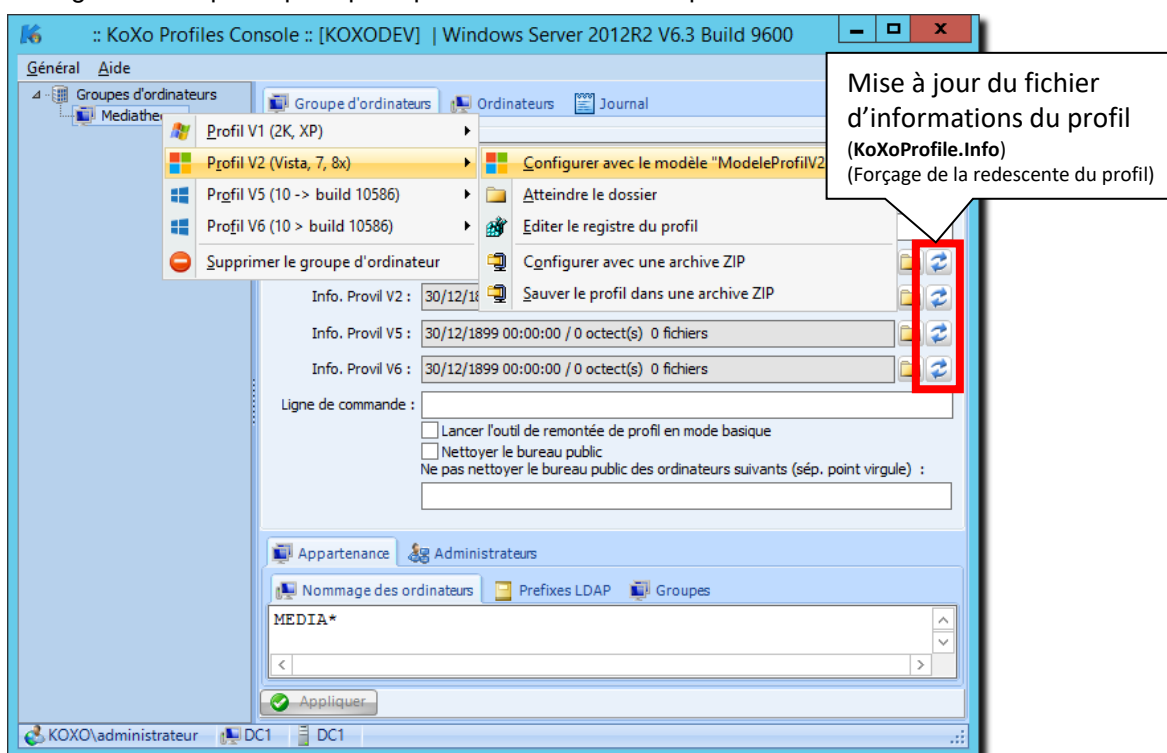 :: KoXo Profiles Console :: [KOXODEV] | Windows Server 2012R2 V6.3 Build 9600
Général Aide
Groupes d'ordinateurs
Groupe d'ordinateurs Ordinateurs Journal
Mise à jour du fichier
d'informations du profil
(KoXoProfile.Info)
(Forçage de la redescente du profil)
Profil V1 (2K, XP)
Profil V2 (Vista, 7, 8x)
Profil V5 (10 -> build 10586)
Profil V6 (10 > build 10586)
Supprimer le groupe d'ordinateur
Configurer avec le modèle "ModeleProfilV2
Atteindre le dossier
Editer le registre du profil
Configurer avec une archive ZIP
Sauver le profil dans une archive ZIP
Info. Provil V2 : 30/12/18
Info. Provil V5 : 30/12/1899 00:00:00 / 0 octect(s) 0 fichiers
Info. Provil V6 : 30/12/1899 00:00:00 / 0 octect(s) 0 fichiers
Ligne de commande :
Lancer l'outil de remontée de profil en mode basique
Nettoyer le bureau public
Ne pas nettoyer le bureau public des ordinateurs suivants (sép. point virgule) :
Appartenance Administrateurs
Nommage des ordinateurs Prefixes LDAP Groupes
MEDIA*
Appliquer
KOXO\administrateur DC1 DC1